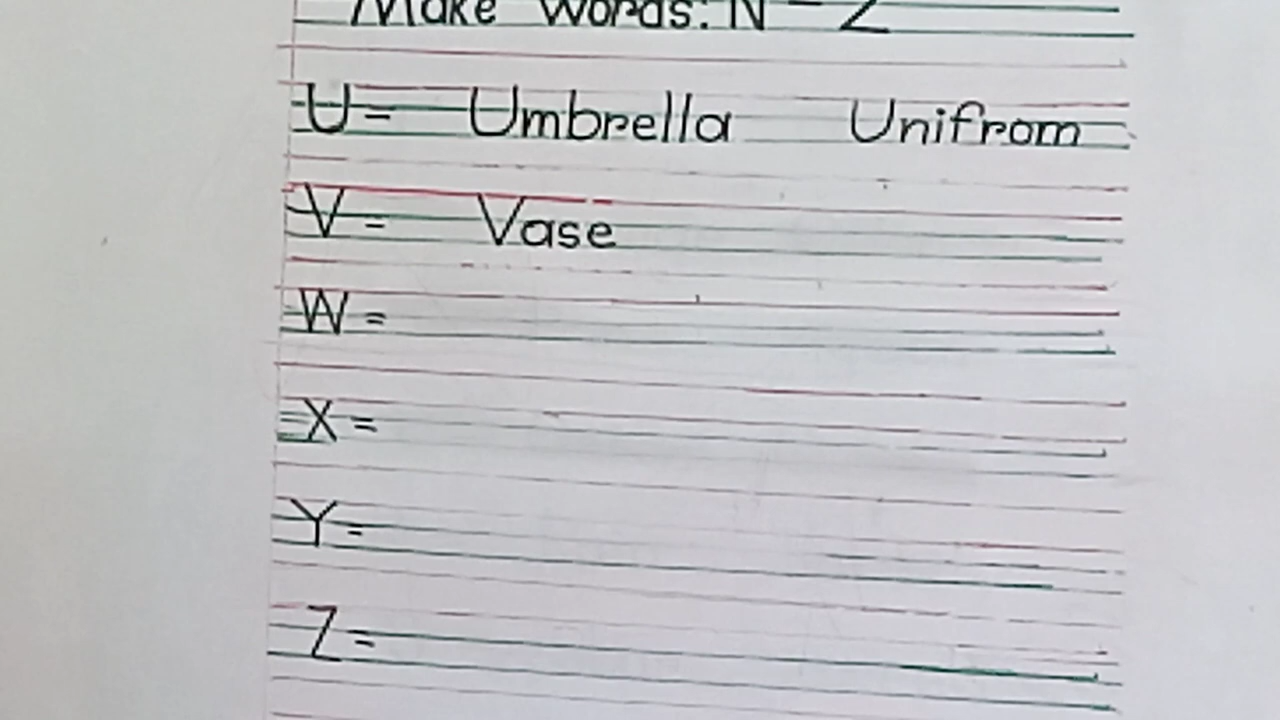 Make Words: N - Z
U = Umbrella Unifrom
V = Vase
W =
X =
Y =
Z =